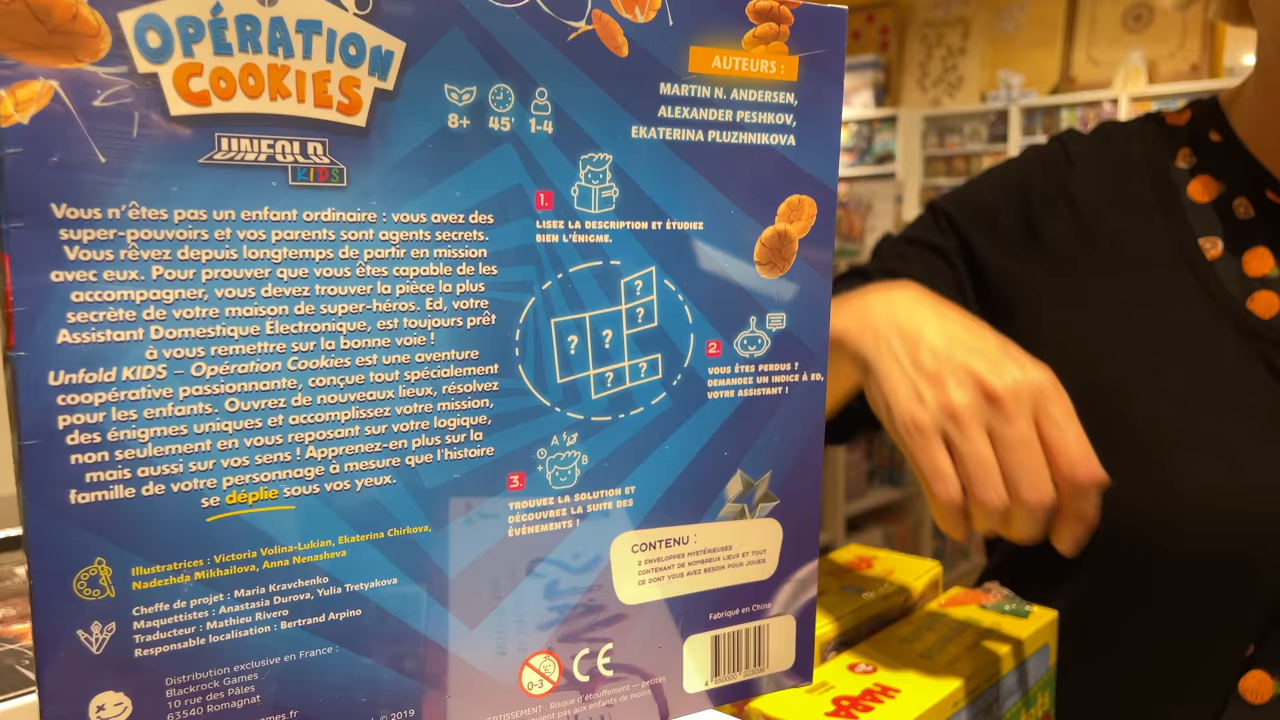 OPÉRATION
COOKIES
UNFOLD
KIDS
8+
45'
1-4
AUTEURS :
MARTIN N. ANDERSEN,
ALEXANDER PESHKOV,
EKATERINA PLUZHNIKOVA
Vous n'êtes pas un enfant ordinaire : vous avez des
super-pouvoirs et vos parents sont agents secrets.
Vous rêvez depuis longtemps de partir en mission
avec eux. Pour prouver que vous êtes capable de les
accompagner, vous devez trouver la pièce la plus
secrète de votre maison de super-héros. Ed, votre
Assistant Domestique Électronique, est toujours prêt
à vous remettre sur la bonne voie !
Unfold KIDS – Opération Cookies est une aventure
coopérative passionnante, conçue tout spécialement
pour les enfants. Ouvrez de nouveaux lieux, résolvez
des énigmes uniques et accomplissez votre mission,
non seulement en vous reposant sur votre logique,
mais aussi sur vos sens ! Apprenez-en plus sur la
famille de votre personnage à mesure que l'histoire
se déplie sous vos yeux.
1.
LISEZ LA DESCRIPTION ET ÉTUDIEZ
BIEN L'ÉNIGME.
?
?
?
?
?
?
2.
VOUS ÊTES PERDUS ?
DEMANDEZ UN INDICE À ED,
VOTRE ASSISTANT !
A
B
3.
TROUVEZ LA SOLUTION ET
DÉCOUVREZ LA SUITE DES
ÉVÉNEMENTS !
CONTENU :
2 ENVELOPPES MYSTÉRIEUSES
CONTENANT DE NOMBREUX LIEUX ET TOUT
CE DONT VOUS AVEZ BESOIN POUR JOUER.
Illustratrices : Victoria Volina-Lukian, Ekaterina Chirkova,
Nadezhda Mikhailova, Anna Nenasheva
Cheffe de projet : Maria Kravchenko
Maquettistes : Anastasia Durova, Yulia Tretyakova
Traducteur : Mathieu Rivero
Responsable localisation : Bertrand Arpino
Distribution exclusive en France :
Blackrock Games
10 rue des Pâles
63540 Romagnat
games.fr
© 2019
0-3
CE
Risque d'étouffement — petites
Fabriqué en Chine
4 650000 323096
HABA